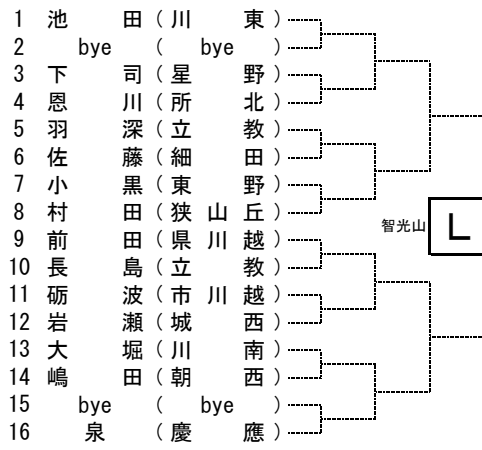 1 池田(川東)
2 bye(bye)
3 下司(星野)
4 恩川(所北)
5 羽深(立教)
6 佐藤(細田)
7 小黒(東野)
8 村田(狭山丘)
智光山 L
9 前田(県川越)
10 長島(立教)
11 砺波(市川越)
12 岩瀬(城西)
13 大堀(川南)
14 嶋田(朝西)
15 bye(bye)
16 泉(慶應)